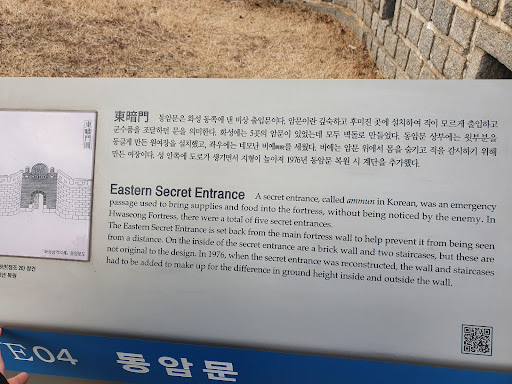 東暗門 동암문은 화성 동쪽에 낸 비상 출입문이다. 암문이란 깊숙하고 후미진 곳에 설치하여 적이 모르게 출입하고
군수품을 조달하던 문을 의미한다. 화성에는 5곳의 암문이 있었는데 모두 벽돌로 만들었다. 동암문 상부에는 윗부분을
둥글게 만든 원여장을 설치했고, 좌우에는 네모난 비예를 세웠다. 비예는 암문 위에서 몸을 숨기고 적을 감시하기 위해
만든 여장이다. 성 안쪽에 도로가 생기면서 지형이 높아져 1976년 동암문 복원 시 계단을 추가했다.
Eastern Secret Entrance A secret entrance, called ammun in Korean, was an emergency
passage used to bring supplies and food into the fortress, without being noticed by the enemy. In
Hwaseong Fortress, there were a total of five secret entrances.
The Eastern Secret Entrance is set back from the main fortress wall to help prevent it from being seen
from a distance. On the inside of the secret entrance are a brick wall and two staircases, but these are
not original to the design. In 1976, when the secret entrance was reconstructed, the wall and staircases
had to be added to make up for the difference in ground height inside and outside the wall.
東暗門圖
E04 동암문